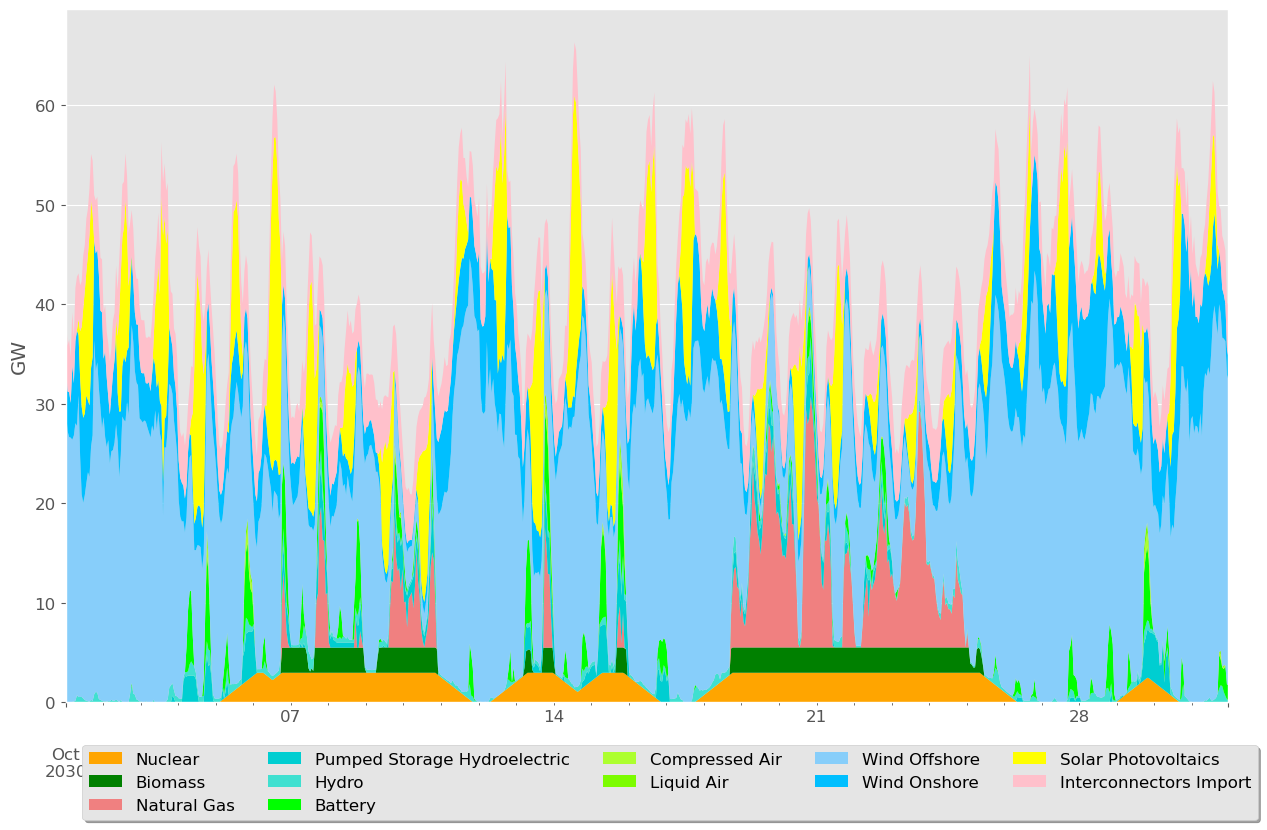 60
50
40
GW
30
20
10
0
07 14 21 28
Oct
2030
Nuclear Pumped Storage Hydroelectric Compressed Air Wind Offshore Solar Photovoltaics
Biomass Hydro Liquid Air Wind Onshore Interconnectors Import
Natural Gas Battery